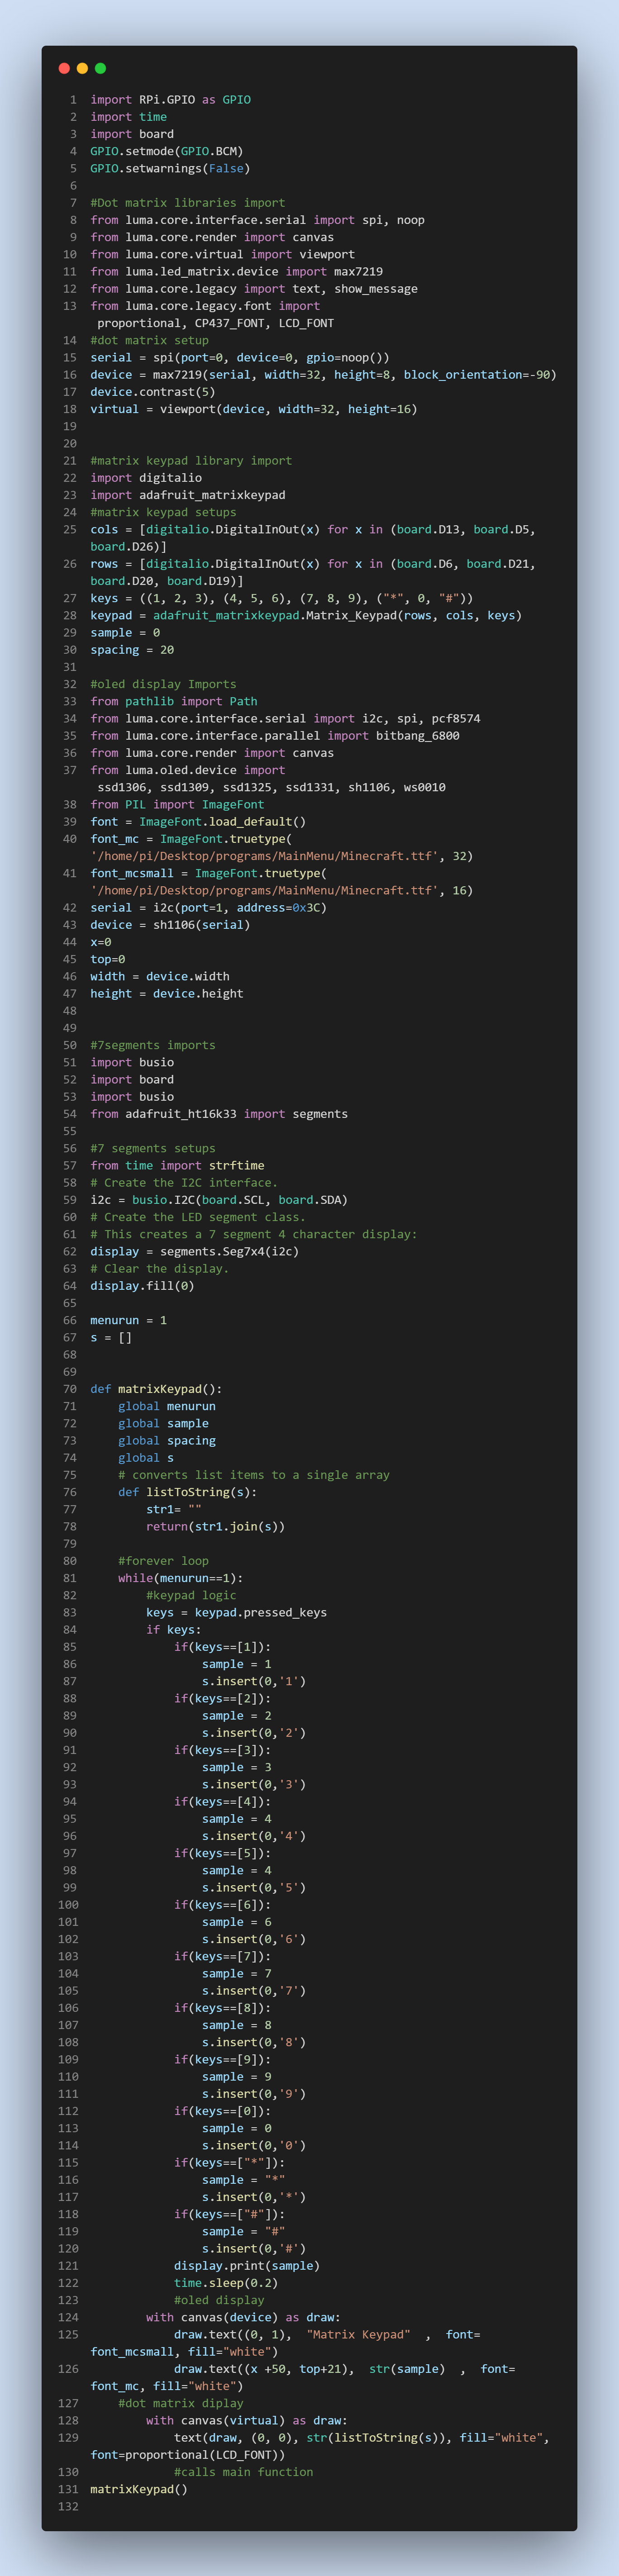 1 import RPi.GPIO as GPIO
2 import time
3 import board
4 GPIO.setmode(GPIO.BCM)
5 GPIO.setwarnings(False)
6
7 #Dot matrix libraries import
8 from luma.core.interface.serial import spi, noop
9 from luma.core.render import canvas
10 from luma.core.virtual import viewport
11 from luma.led_matrix.device import max7219
12 from luma.core.legacy import text, show_message
13 from luma.core.legacy.font import
 proportional, CP437_FONT, LCD_FONT
14 #dot matrix setup
15 serial = spi(port=0, device=0, gpio=noop())
16 device = max7219(serial, width=32, height=8, block_orientation=-90)
17 device.contrast(5)
18 virtual = viewport(device, width=32, height=16)
19
20
21 #matrix keypad library import
22 import digitalio
23 import adafruit_matrixkeypad
24 #matrix keypad setups
25 cols = [digitalio.DigitalInOut(x) for x in (board.D13, board.D5,
board.D26)]
26 rows = [digitalio.DigitalInOut(x) for x in (board.D6, board.D21,
board.D20, board.D19)]
27 keys = ((1, 2, 3), (4, 5, 6), (7, 8, 9), ("*", 0, "#"))
28 keypad = adafruit_matrixkeypad.Matrix_Keypad(rows, cols, keys)
29 sample = 0
30 spacing = 20
31
32 #oled display Imports
33 from pathlib import Path
34 from luma.core.interface.serial import i2c, spi, pcf8574
35 from luma.core.interface.parallel import bitbang_6800
36 from luma.core.render import canvas
37 from luma.oled.device import
 ssd1306, ssd1309, ssd1325, ssd1331, sh1106, ws0010
38 from PIL import ImageFont
39 font = ImageFont.load_default()
40 font_mc = ImageFont.truetype(
'/home/pi/Desktop/programs/MainMenu/Minecraft.ttf', 32)
41 font_mcsmall = ImageFont.truetype(
'/home/pi/Desktop/programs/MainMenu/Minecraft.ttf', 16)
42 serial = i2c(port=1, address=0x3C)
43 device = sh1106(serial)
44 x=0
45 top=0
46 width = device.width
47 height = device.height
48
49
50 #7segments imports
51 import busio
52 import board
53 import busio
54 from adafruit_ht16k33 import segments
55
56 #7 segments setups
57 from time import strftime
58 # Create the I2C interface.
59 i2c = busio.I2C(board.SCL, board.SDA)
60 # Create the LED segment class.
61 # This creates a 7 segment 4 character display:
62 display = segments.Seg7x4(i2c)
63 # Clear the display.
64 display.fill(0)
65
66 menurun = 1
67 s = []
68
69
70 def matrixKeypad():
71     global menurun
72     global sample
73     global spacing
74     global s
75     # converts list items to a single array
76     def listToString(s):
77         str1= ""
78         return(str1.join(s))
79
80     #forever loop
81     while(menurun==1):
82         #keypad logic
83         keys = keypad.pressed_keys
84         if keys:
85             if(keys==[1]):
86                 sample = 1
87                 s.insert(0,'1')
88             if(keys==[2]):
89                 sample = 2
90                 s.insert(0,'2')
91             if(keys==[3]):
92                 sample = 3
93                 s.insert(0,'3')
94             if(keys==[4]):
95                 sample = 4
96                 s.insert(0,'4')
97             if(keys==[5]):
98                 sample = 4
99                 s.insert(0,'5')
100             if(keys==[6]):
101                 sample = 6
102                 s.insert(0,'6')
103             if(keys==[7]):
104                 sample = 7
105                 s.insert(0,'7')
106             if(keys==[8]):
107                 sample = 8
108                 s.insert(0,'8')
109             if(keys==[9]):
110                 sample = 9
111                 s.insert(0,'9')
112             if(keys==[0]):
113                 sample = 0
114                 s.insert(0,'0')
115             if(keys==["*"]):
116                 sample = "*"
117                 s.insert(0,'*')
118             if(keys==["#"]):
119                 sample = "#"
120                 s.insert(0,'#')
121             display.print(sample)
122             time.sleep(0.2)
123             #oled display
124         with canvas(device) as draw:
125             draw.text((0, 1),  "Matrix Keypad"  ,  font=
font_mcsmall, fill="white")
126             draw.text((x +50, top+21),  str(sample)  ,  font=
font_mc, fill="white")
127     #dot matrix diplay
128         with canvas(virtual) as draw:
129             text(draw, (0, 0), str(listToString(s)), fill="white",
font=proportional(LCD_FONT))
130             #calls main function
131 matrixKeypad()
132